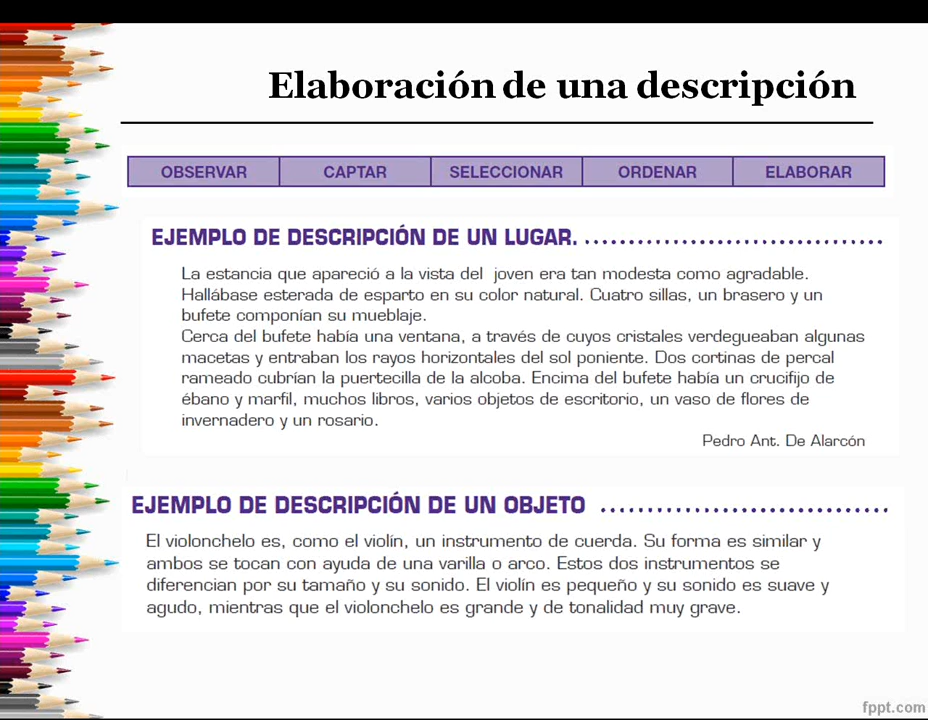 Elaboración de una descripción
OBSERVAR CAPTAR SELECCIONAR ORDENAR ELABORAR
EJEMPLO DE DESCRIPCIÓN DE UN LUGAR. ..................................
La estancia que apareció a la vista del joven era tan modesta como agradable.
Hallábase esterada de esparto en su color natural. Cuatro sillas, un brasero y un
bufete componían su mueblaje.
Cerca del bufete había una ventana, a través de cuyos cristales verdegueaban algunas
macetas y entraban los rayos horizontales del sol poniente. Dos cortinas de percal
rameado cubrían la puertecilla de la alcoba. Encima del bufete había un crucifijo de
ébano y marfil, muchos libros, varios objetos de escritorio, un vaso de flores de
invernadero y un rosario.
Pedro Ant. De Alarcón
EJEMPLO DE DESCRIPCIÓN DE UN OBJETO .................................
El violonchelo es, como el violín, un instrumento de cuerda. Su forma es similar y
ambos se tocan con ayuda de una varilla o arco. Estos dos instrumentos se
diferencian por su tamaño y su sonido. El violín es pequeño y su sonido es suave y
agudo, mientras que el violonchelo es grande y de tonalidad muy grave.
fppt.com